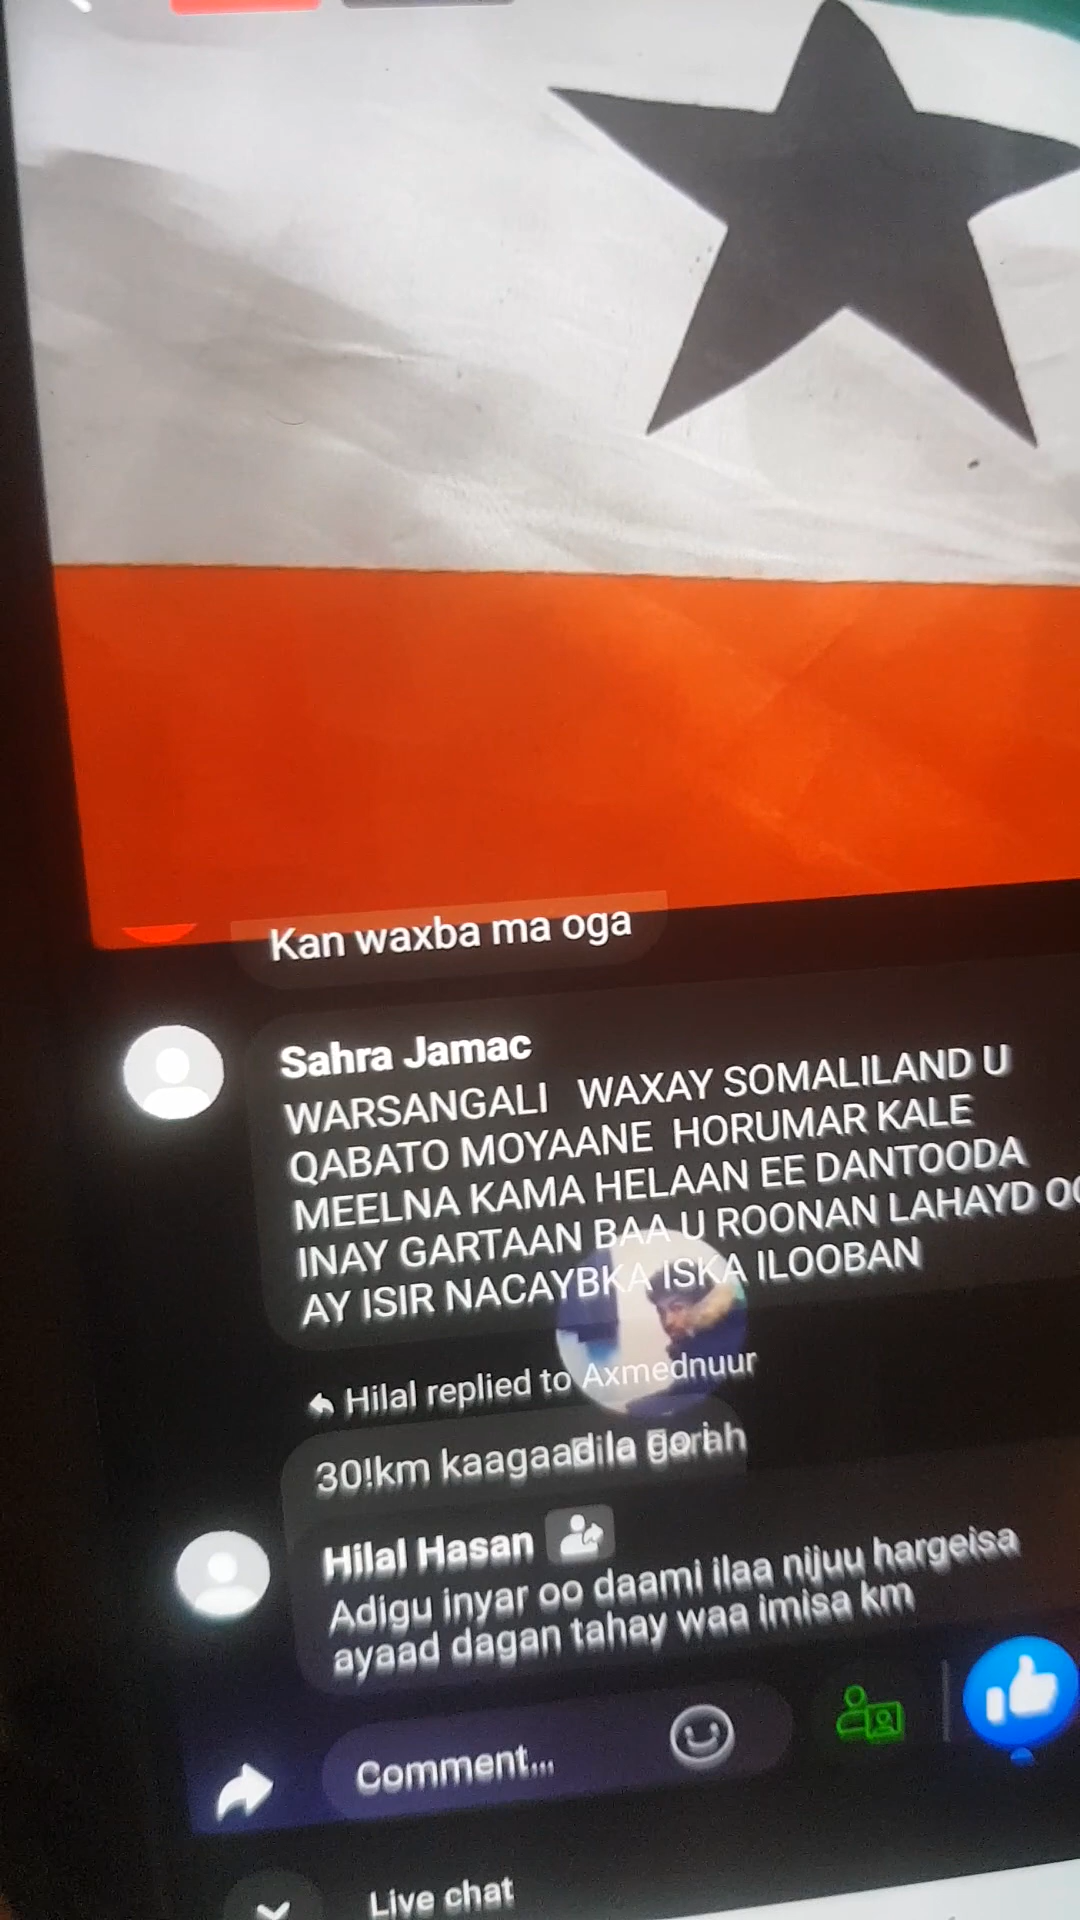 Kan waxba ma oga
Sahra Jamac
WARSANGALI WAXAY SOMALILAND U
QABATO MOYAANE HORUMAR KALE
MEELNA KAMA HELAAN EE DANTOODA
INAY GARTAAN BAA U ROONAN LAHAYD
AY ISIR NACAYBKA ISKA ILOOBAN
Hilal replied to Axmednuur
30!km
Hilal Hasan
Adigu inyar oo daami ilaa nijuu hargeisa
ayaad dagan tahay waa imisa km
Comment...
Live chat